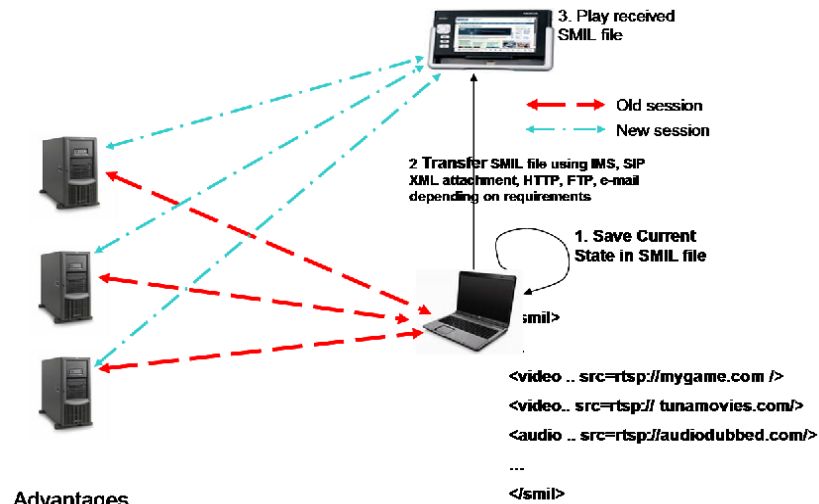 3. Play received
SMIL file
Old session
New session
2 Transfer SMIL file using IMS, SIP
XML attachment, HTTP, FTP, e-mail
depending on requirements
1. Save Current
State in SMIL file
smil>
.
<video .. src=rtsp://mygame.com />
<video.. src=rtsp:// tunamovies.com/>
<audio .. src=rtsp://audiodubbed.com/>
...
</smil>
Advantages